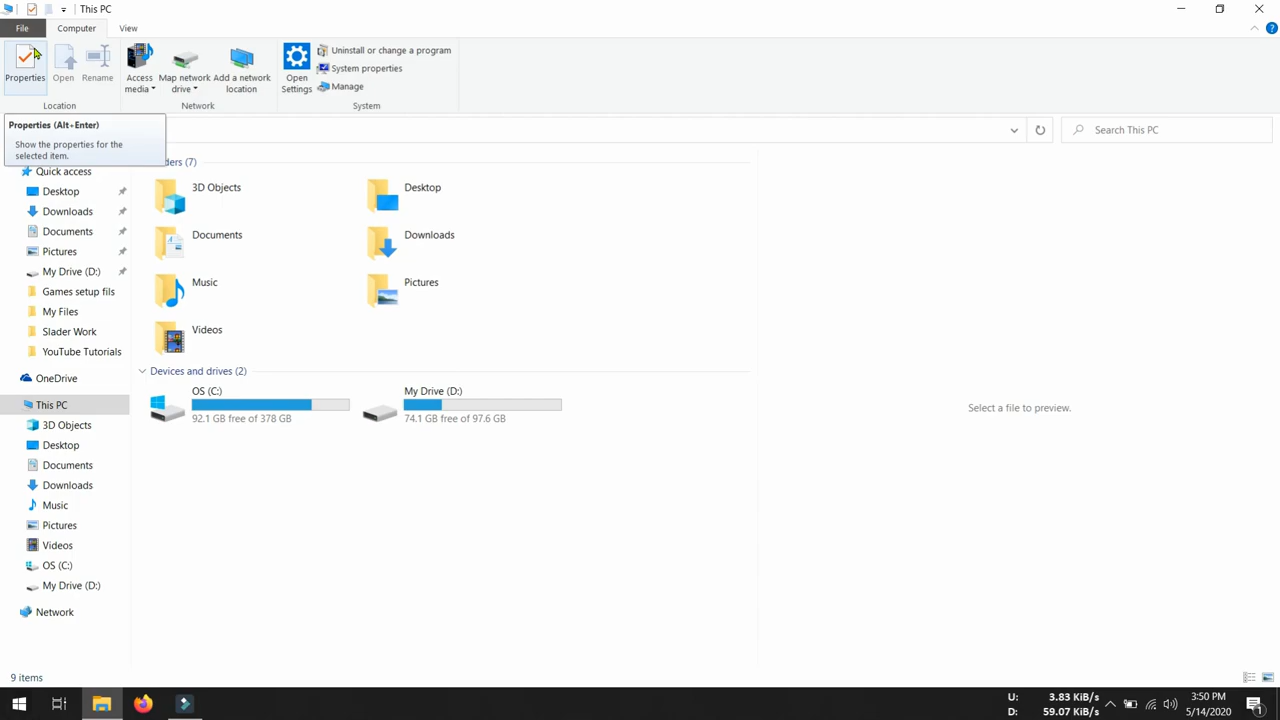 This PC
File Computer View
Properties Open Rename Access media Map network drive Add a network location Open Settings Uninstall or change a program
System properties
Manage
Location Network System
Properties (Alt+Enter)
Show the properties for the
selected item.
Search This PC
ders (7)
Quick access
Desktop
Downloads
Documents
Pictures
My Drive (D:)
Games setup fils
My Files
Slader Work
YouTube Tutorials
OneDrive
This PC
3D Objects
Desktop
Documents
Downloads
Music
Pictures
Videos
OS (C:)
My Drive (D:)
Network
3D Objects Desktop
Documents Downloads
Music Pictures
Videos
Devices and drives (2)
OS (C:) My Drive (D:)
92.1 GB free of 378 GB 74.1 GB free of 97.6 GB
Select a file to preview.
9 items
U: 3.83 KiB/s
D: 59.07 KiB/s
3:50 PM
5/14/2020
1